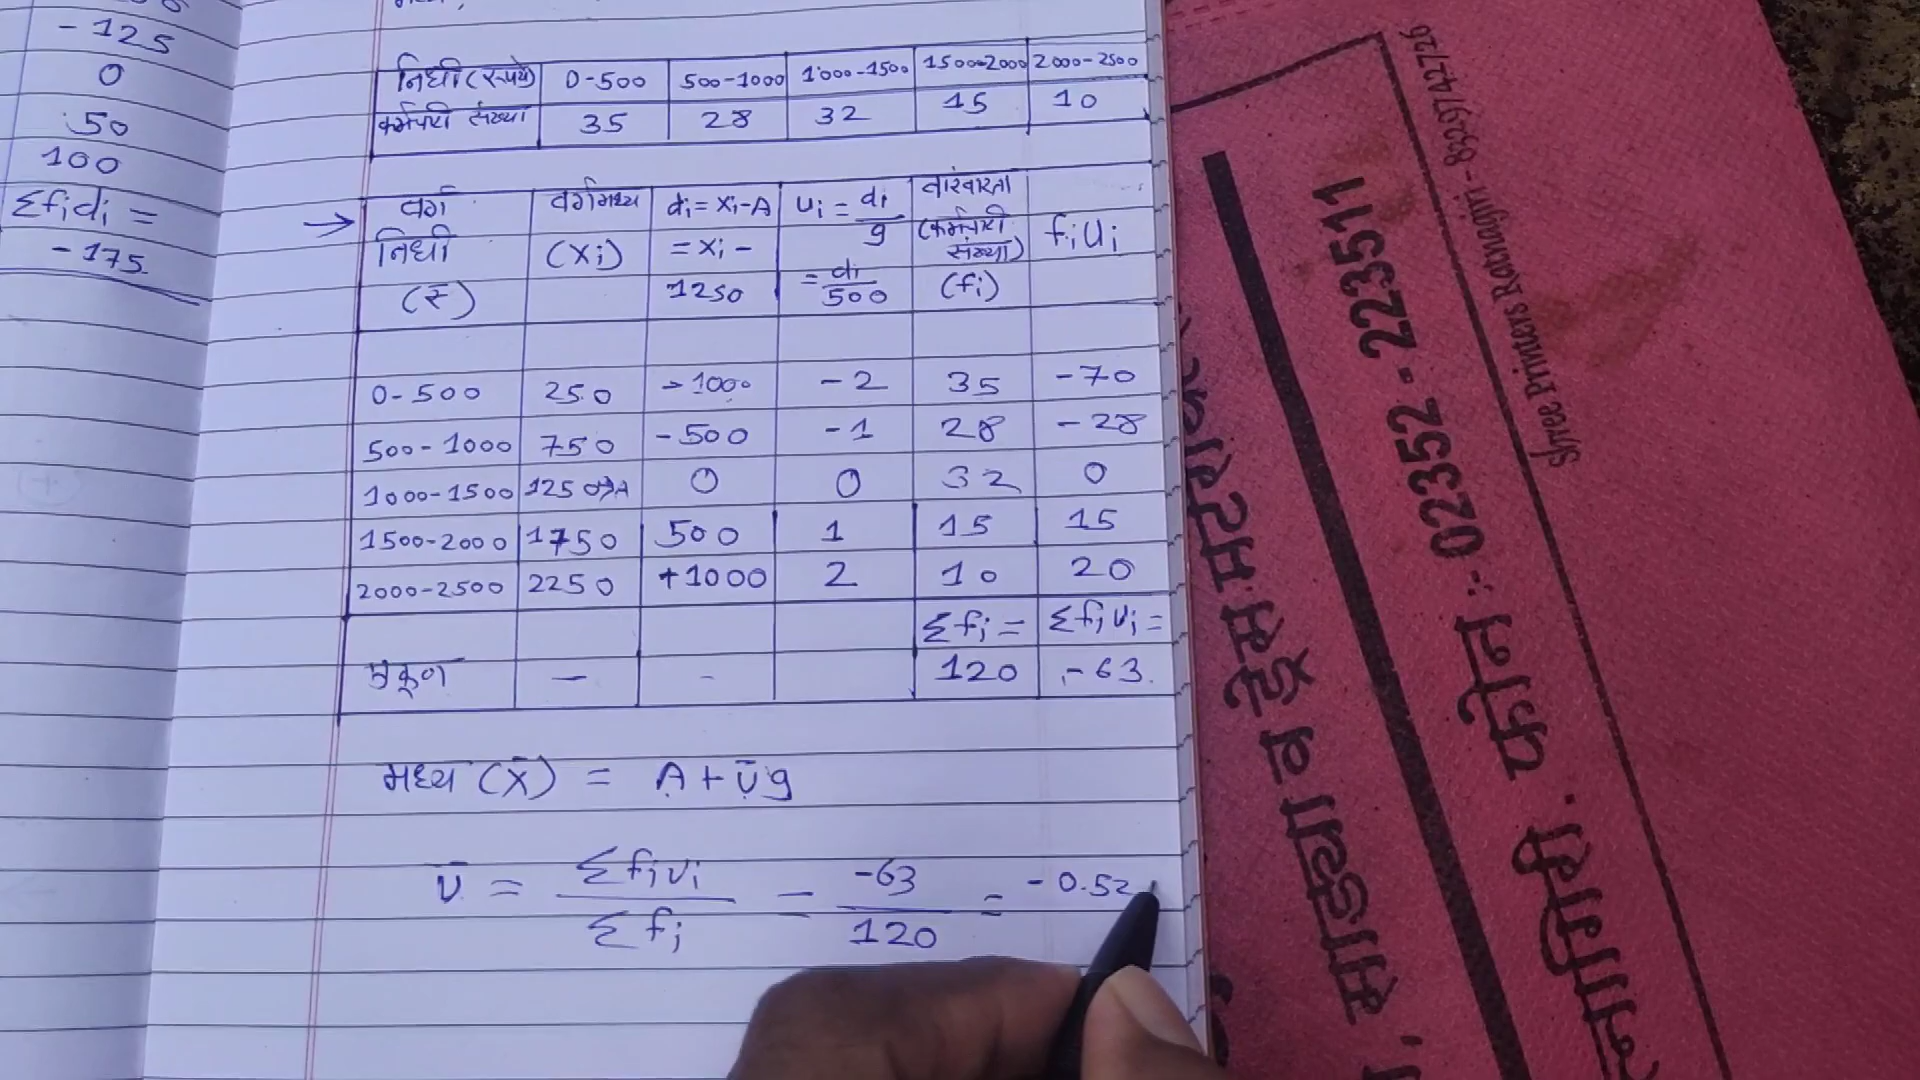 -125
0
50
100
Σfidi =
-175
निधी (रुपये) 0-500 500-1000 1000-1500 1500-2000 2000-2500
कर्मचारी संख्या 35 28 32 15 10
वर्ग वर्गमध्य di = xi-A ui = di/g वारंवारता
निधी (xi) = xi - (कर्मचारी संख्या) fiui
(₹) 1250 = di/500 (fi)
0-500 250 -1000 -2 35 -70
500-1000 750 -500 -1 28 -28
1000-1500 1250→A 0 0 32 0
1500-2000 1750 500 1 15 15
2000-2500 2250 +1000 2 10 20
Σfi = Σfiui =
एकूण - - 120 -63.
मध्य (x̄) = A + ūg
ū = Σfiui / Σfi = -63 / 120 = -0.52
Shree Printers Ratnagiri - 8329742726
फोन :- 02352 - 223511